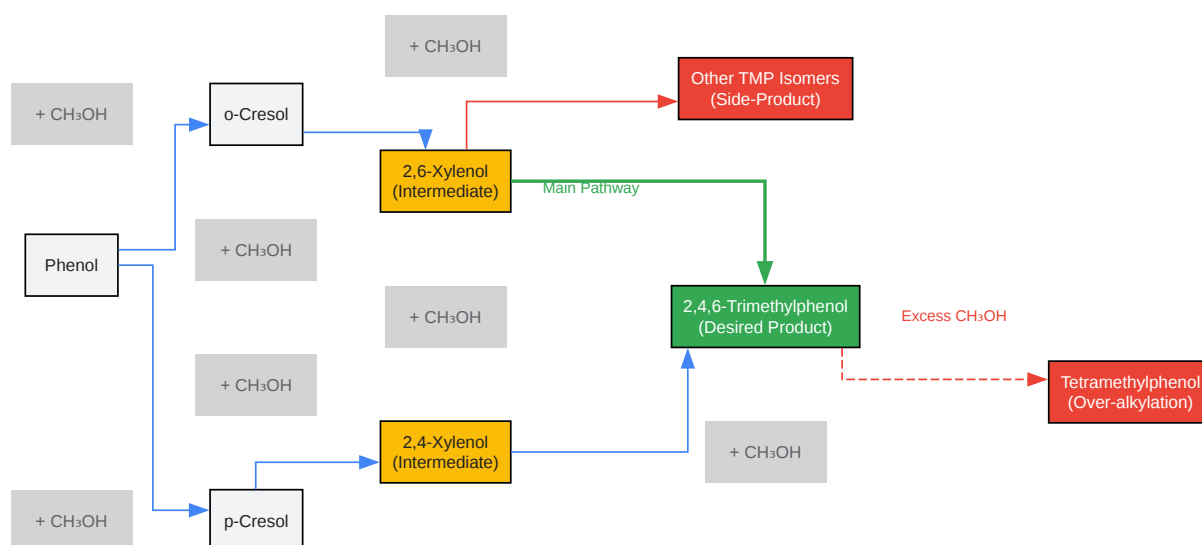 + CH₃OH
Other TMP Isomers
(Side-Product)
+ CH₃OH
o-Cresol
2,6-Xylenol
(Intermediate)
Main Pathway
+ CH₃OH
Phenol
2,4,6-Trimethylphenol
(Desired Product)
+ CH₃OH
Excess CH₃OH
+ CH₃OH
Tetramethylphenol
(Over-alkylation)
2,4-Xylenol
(Intermediate)
+ CH₃OH
+ CH₃OH
p-Cresol